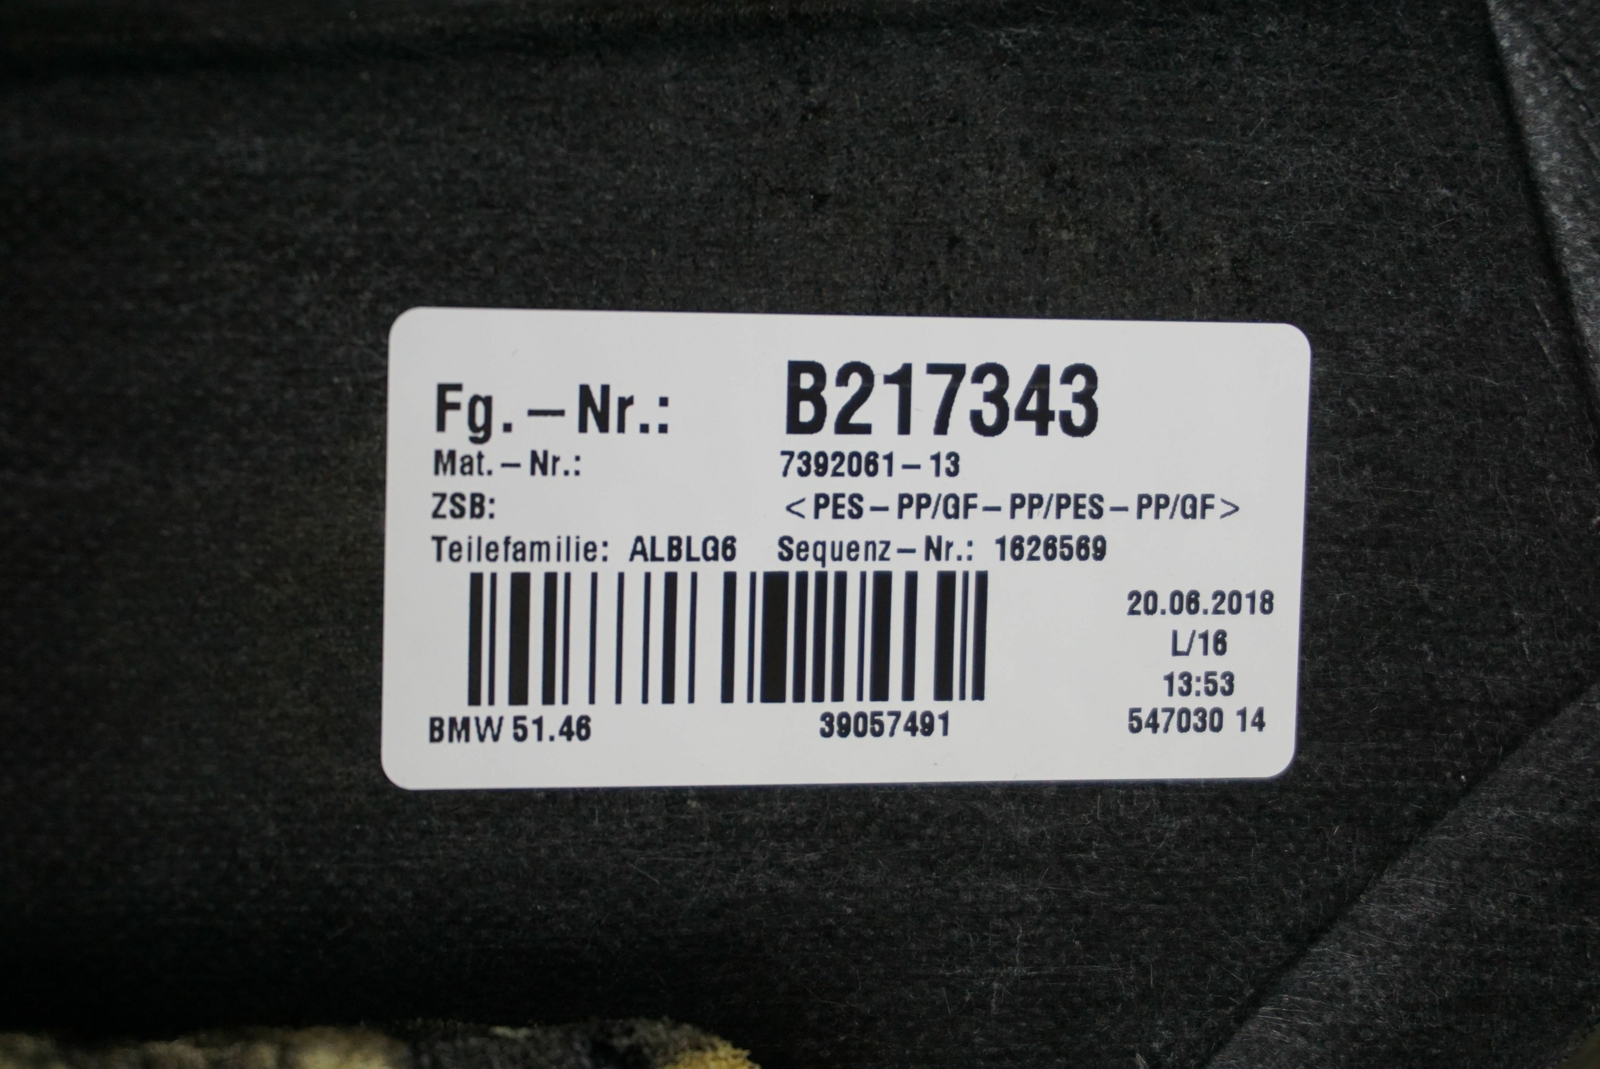 Fg.-Nr.: B217343
Mat.-Nr.: 7392061-13
ZSB: <PES-PP/GF-PP/PES-PP/GF>
Teilefamilie: ALBLG6 Sequenz-Nr.: 1626569
20.06.2018
L/16
13:53
BMW 51.46 39057491 547030 14